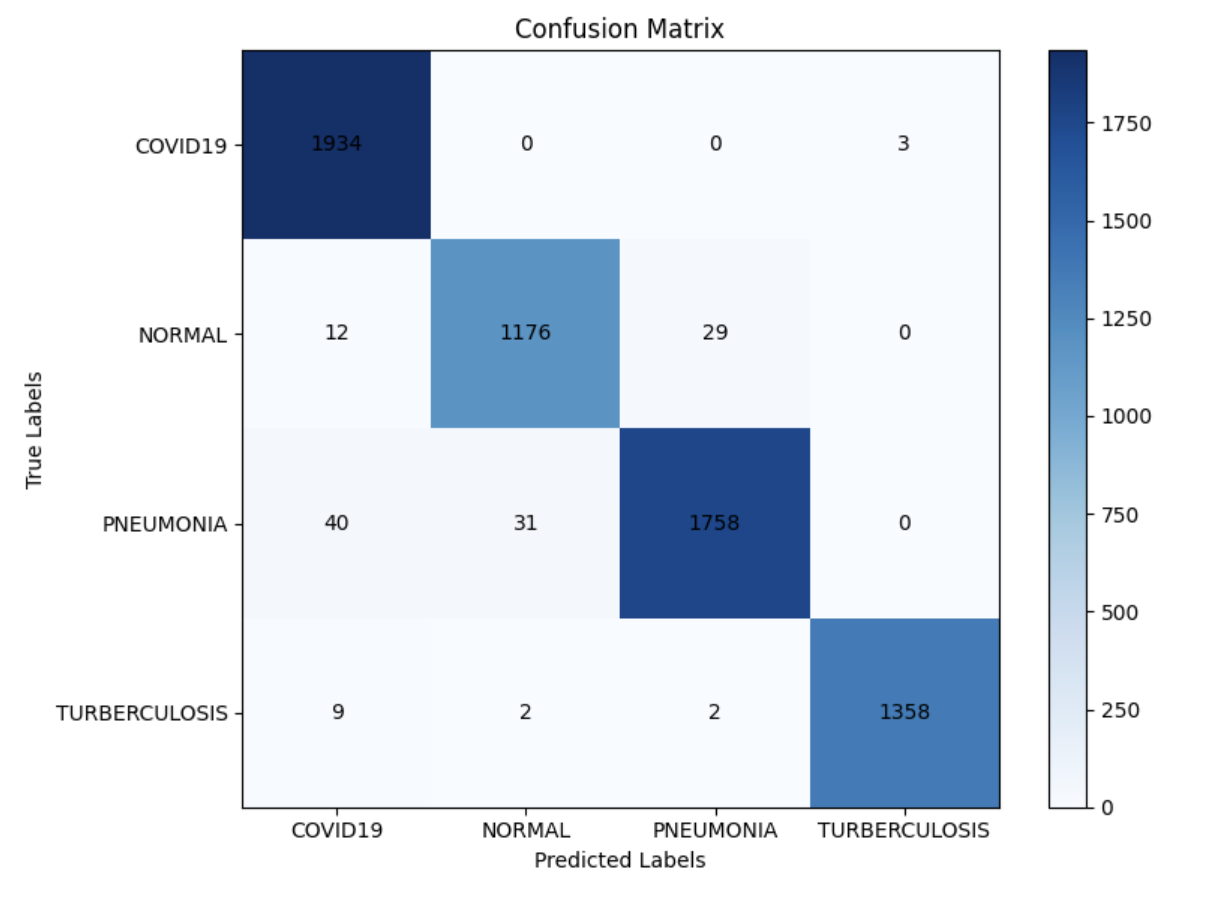 Confusion Matrix
True Labels
COVID19 1934 0 0 3
NORMAL 12 1176 29 0
PNEUMONIA 40 31 1758 0
TURBERCULOSIS 9 2 2 1358
COVID19 NORMAL PNEUMONIA TURBERCULOSIS
Predicted Labels
1750
1500
1250
1000
750
500
250
0